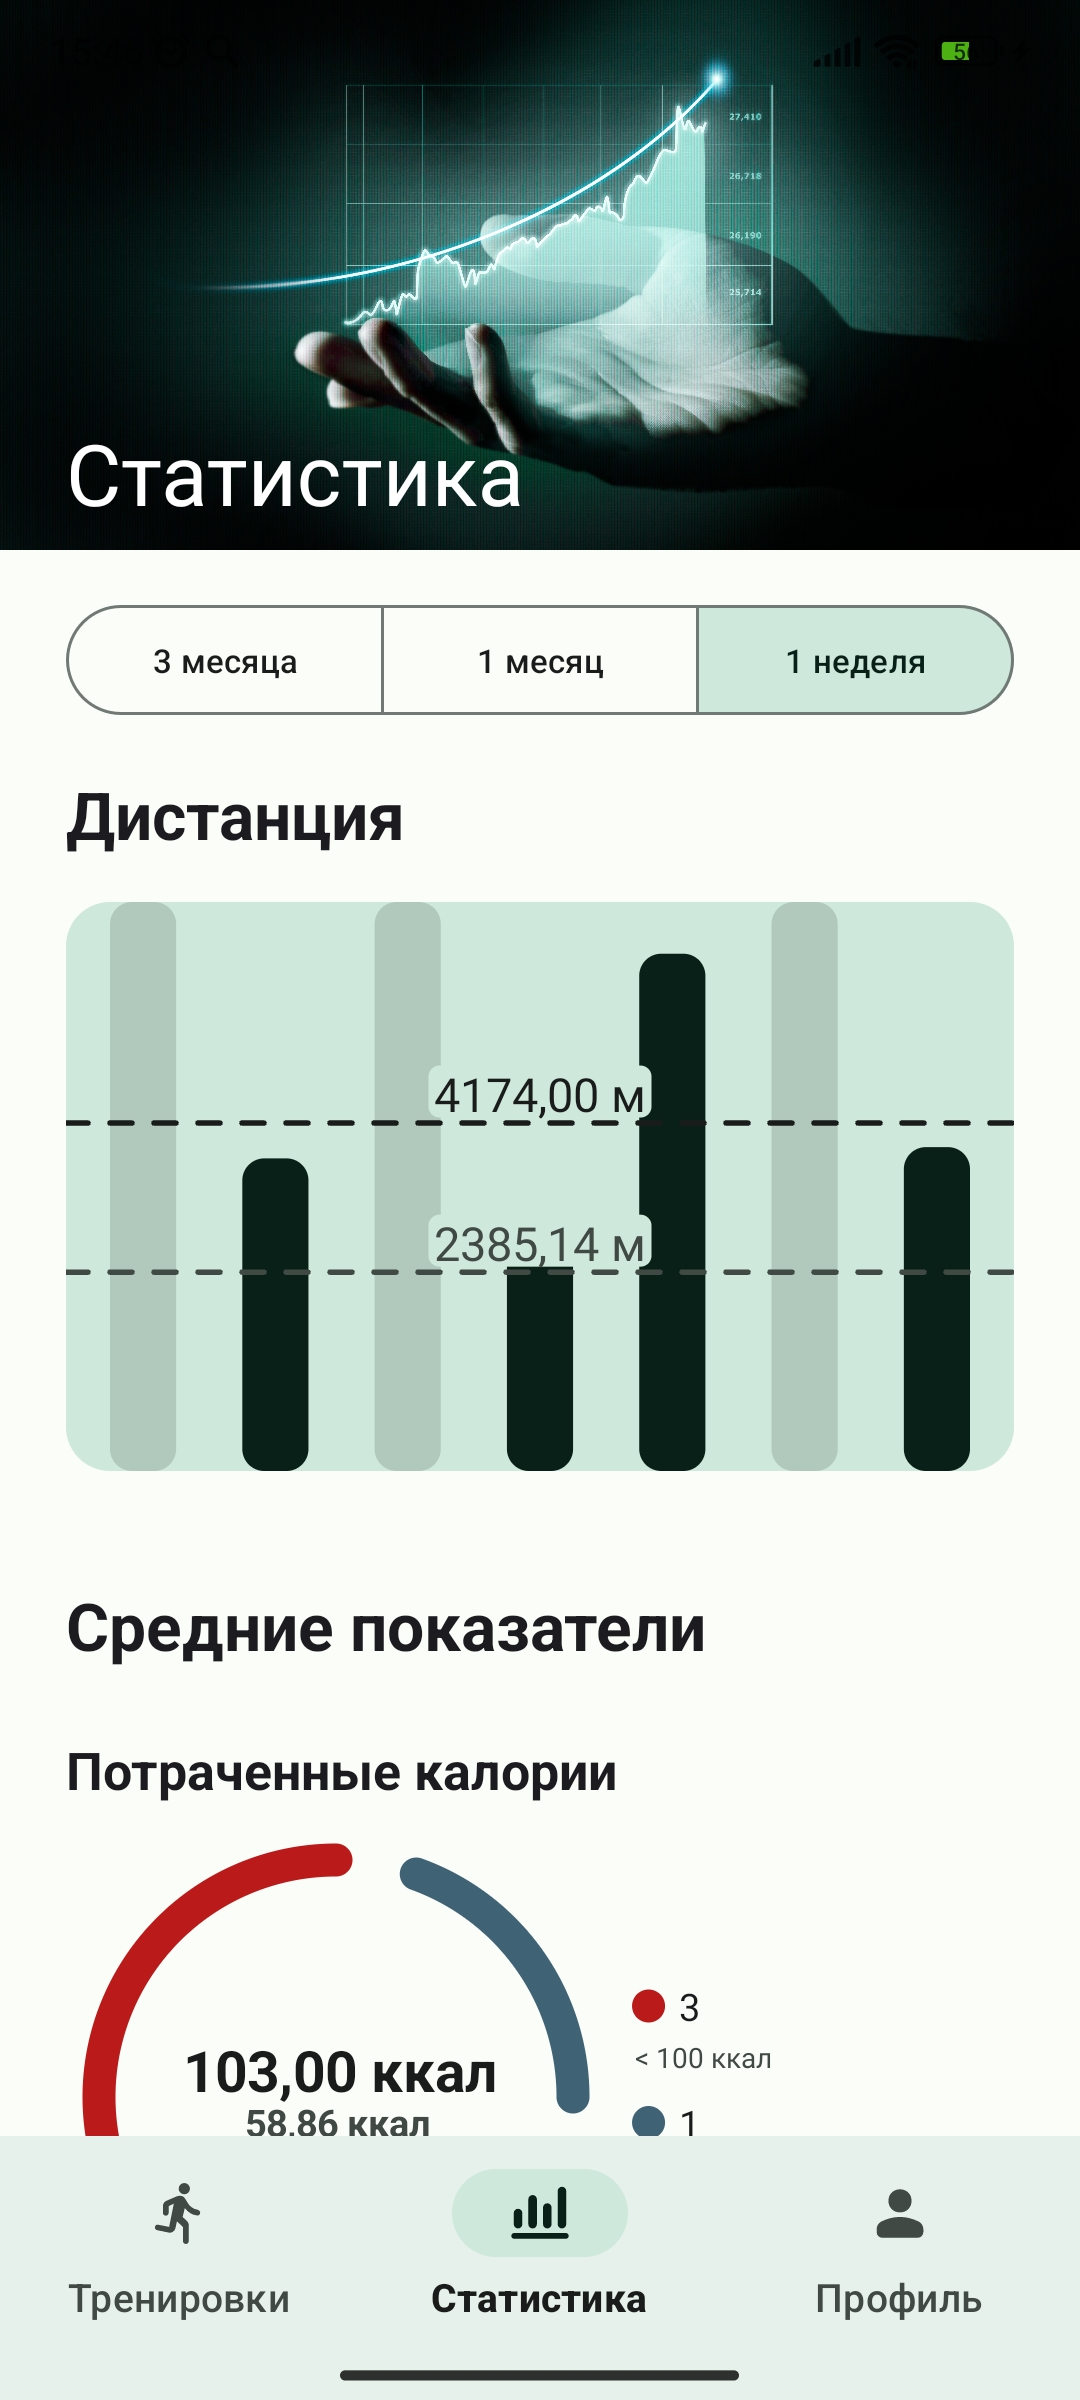 27,410
26,718
26,190
25,714
Статистика
3 месяца
1 месяц
1 неделя
Дистанция
4174,00 м
2385,14 м
Средние показатели
Потраченные калории
103,00 ккал
58,86 ккал
3
< 100 ккал
1
Тренировки
Статистика
Профиль